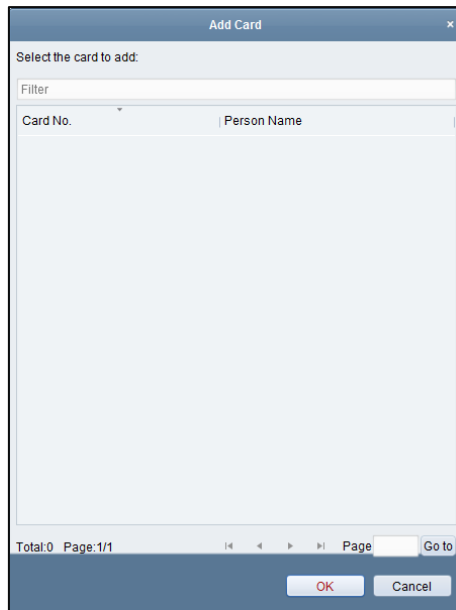 Add Card ×
Select the card to add:
Filter
Card No. Person Name
Total:0 Page:1/1 Page Go to
OK Cancel